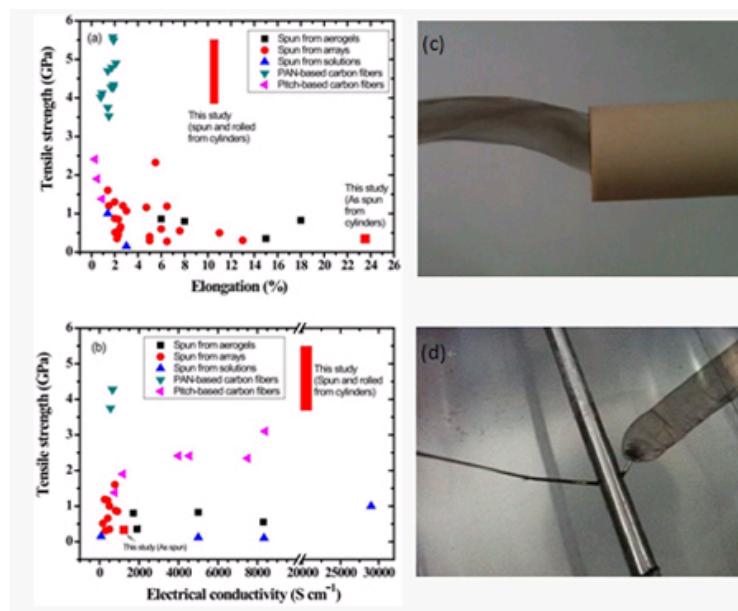 (a)
Spun from aerogels
Spun from arrays
Spun from solutions
PAN-based carbon fibers
Pitch-based carbon fibers
This study
(spun and rolled
from cylinders)
This study
(As spun
from
cylinders)
Tensile strength (GPa)
6
5
4
3
2
1
0
0 2 4 6 8 10 12 14 16 18 20 22 24 26
Elongation (%)
(b)
Spun from aerogels
Spun from arrays
Spun from solutions
PAN-based carbon fibers
Pitch-based carbon fibers
This study
(Spun and rolled
from cylinders)
This study (As spun)
Tensile strength (GPa)
6
5
4
3
2
1
0
0 2000 4000 6000 8000 20000 25000 30000
Electrical conductivity (S cm⁻¹)
(c)
(d)